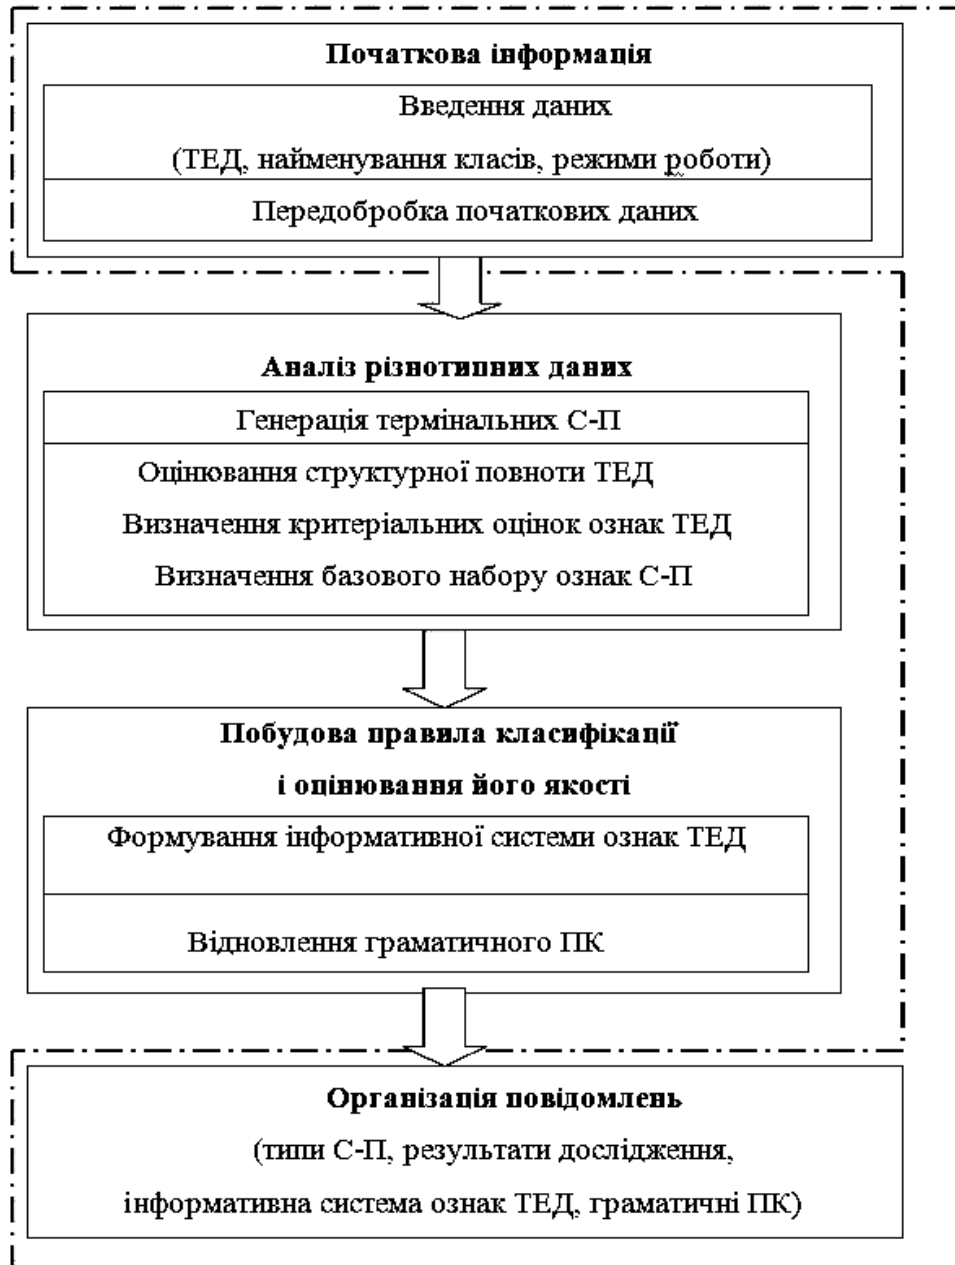 Початкова інформація
Введення даних
(ТЕД, найменування класів, режими роботи)
Передобробка початкових даних
Аналіз різнотипних даних
Генерація термінальних С-П
Оцінювання структурної повноти ТЕД
Визначення критеріальних оцінок ознак ТЕД
Визначення базового набору ознак С-П
Побудова правила класифікації
і оцінювання його якості
Формування інформативної системи ознак ТЕД
Відновлення граматичного ПК
Організація повідомлень
(типи С-П, результати дослідження,
інформативна система ознак ТЕД, граматичні ПК)